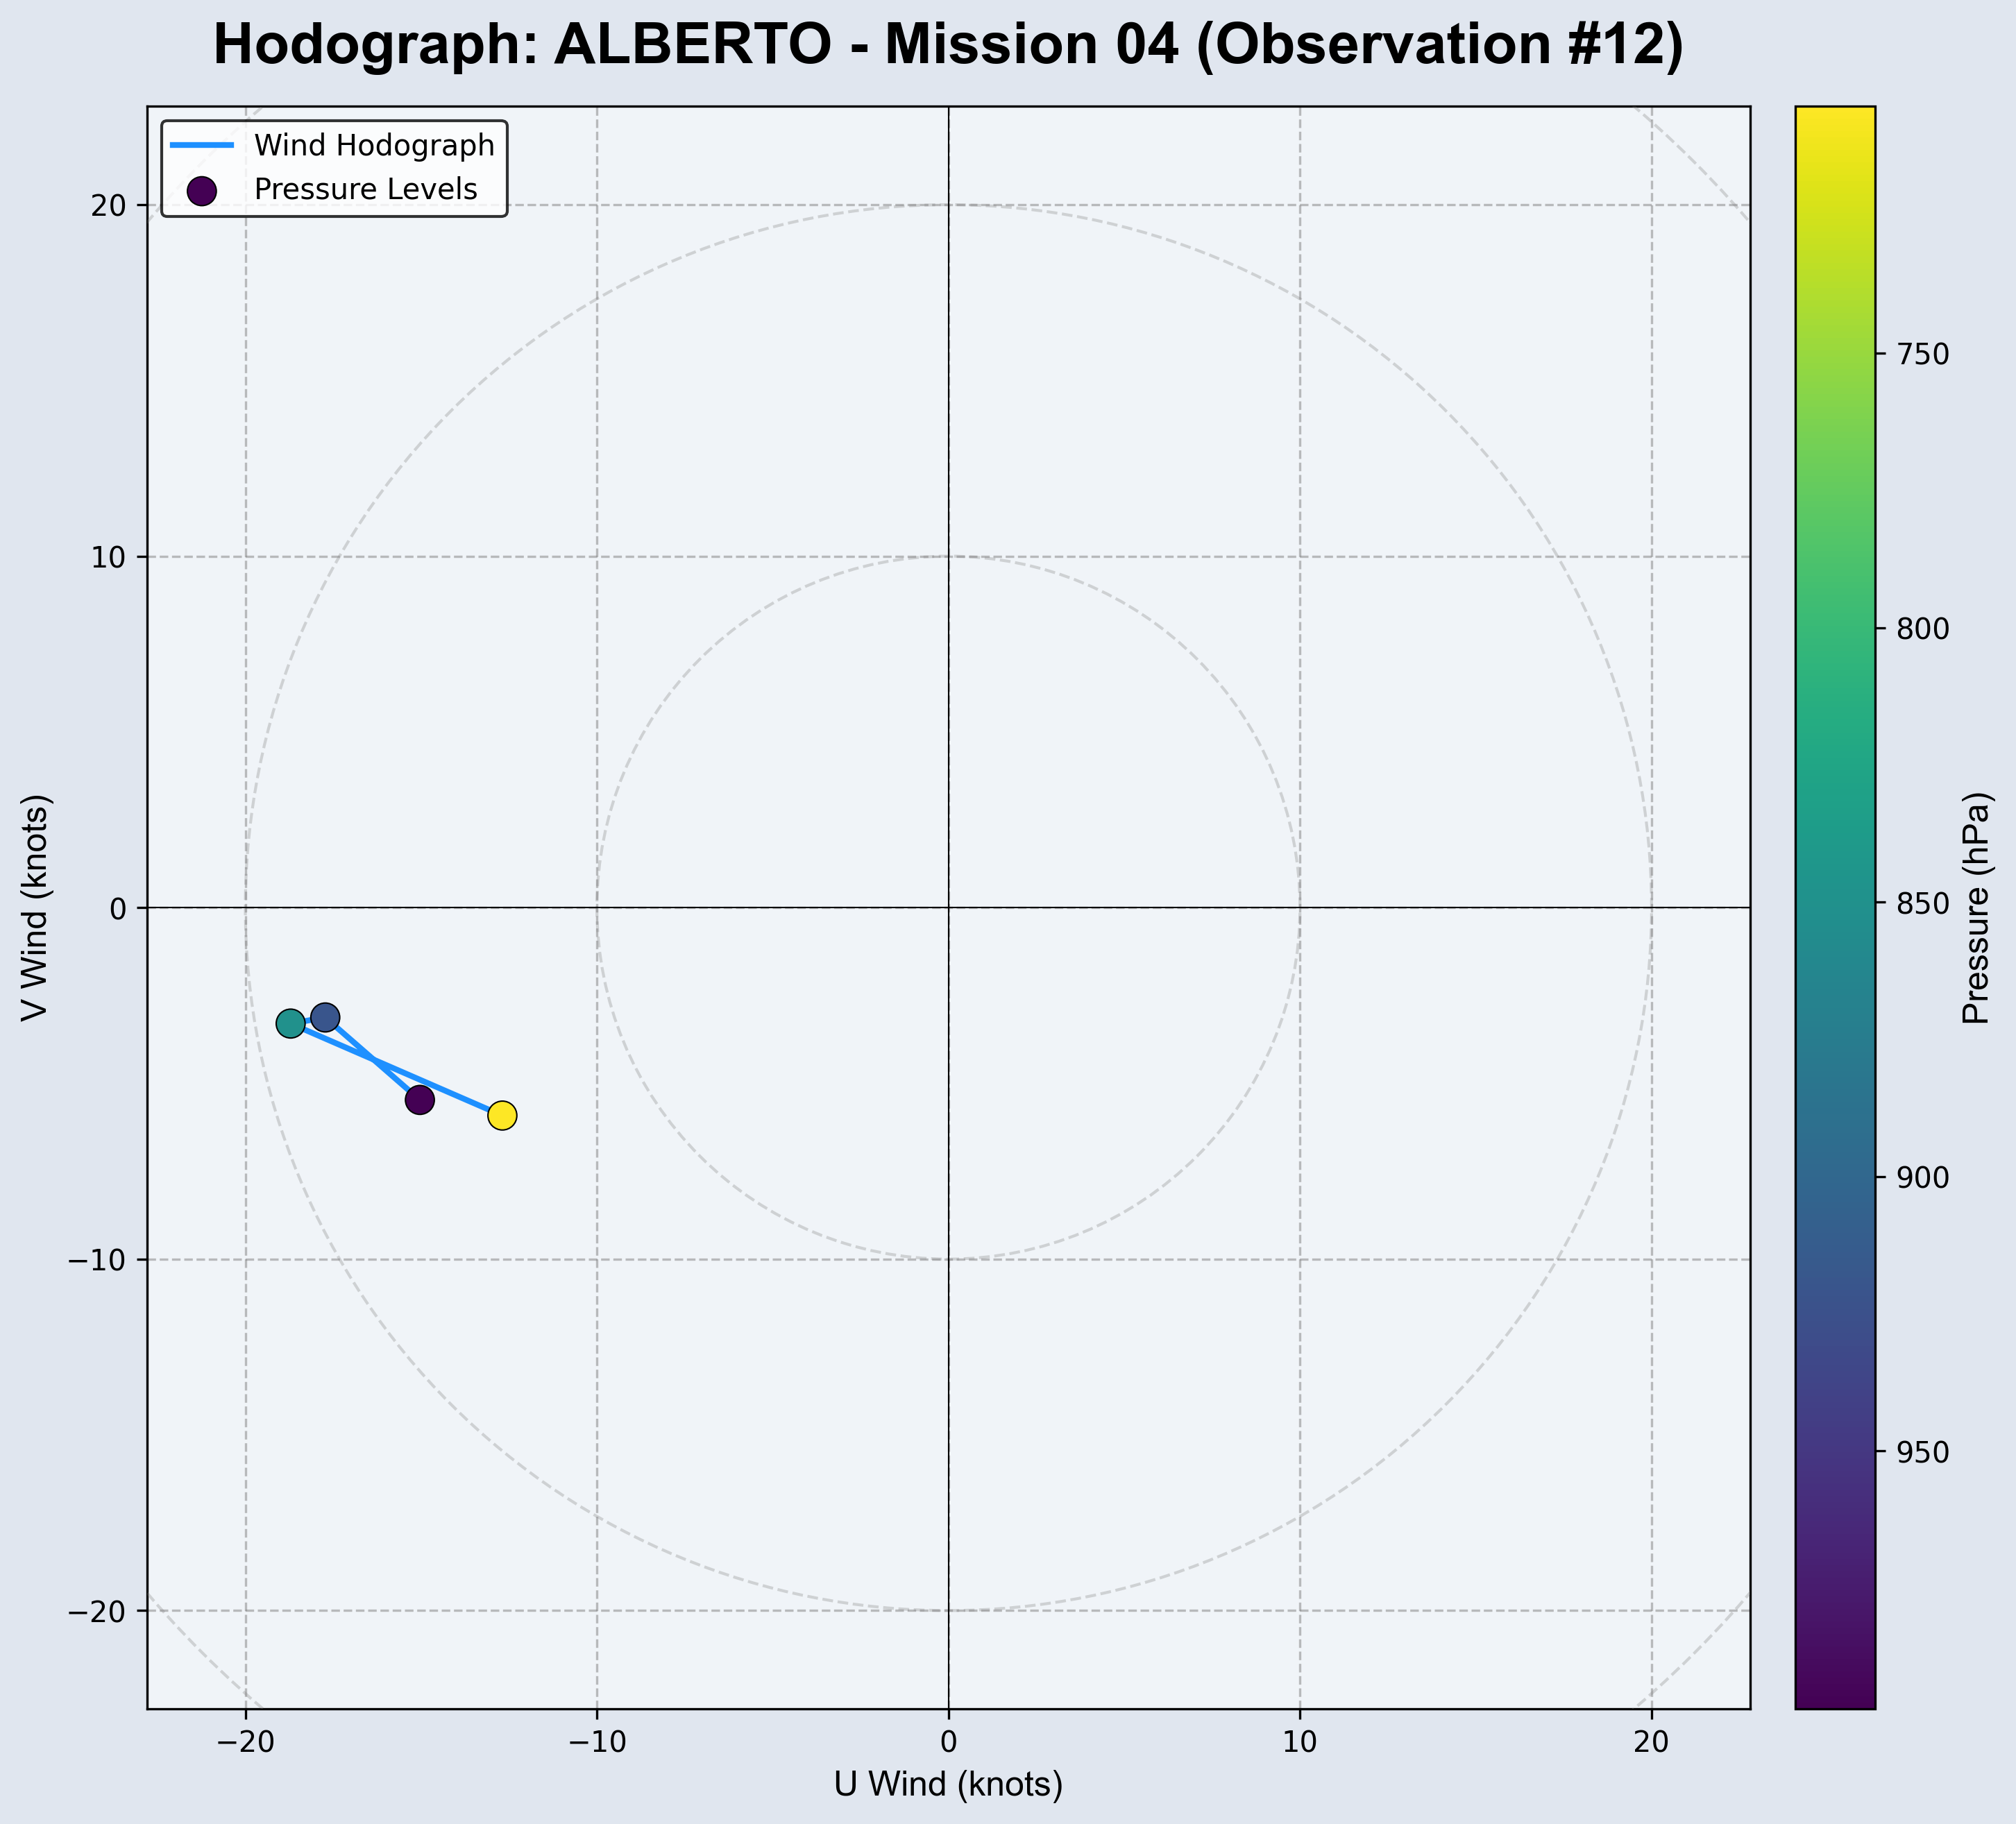 Hodograph: ALBERTO - Mission 04 (Observation #12)
Wind Hodograph
Pressure Levels
20
10
0
−10
−20
V Wind (knots)
−20
−10
0
10
20
U Wind (knots)
750
800
850
900
950
Pressure (hPa)